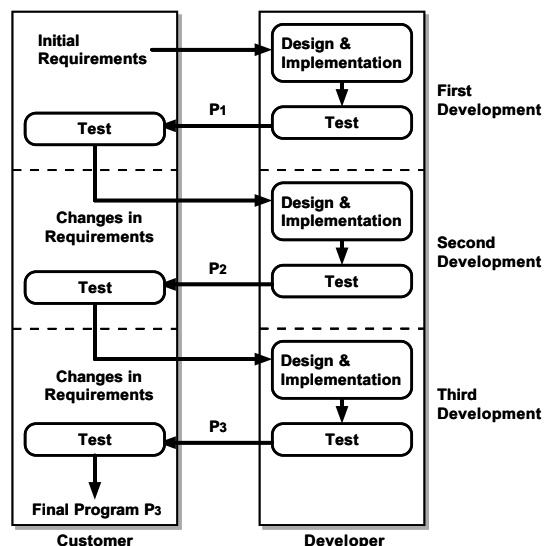 Initial
Requirements
Design &
Implementation
First
Development
P1
Test
Test
Changes in
Requirements
Design &
Implementation
Second
Development
P2
Test
Test
Changes in
Requirements
Design &
Implementation
Third
Development
P3
Test
Test
Final Program P3
Customer
Developer